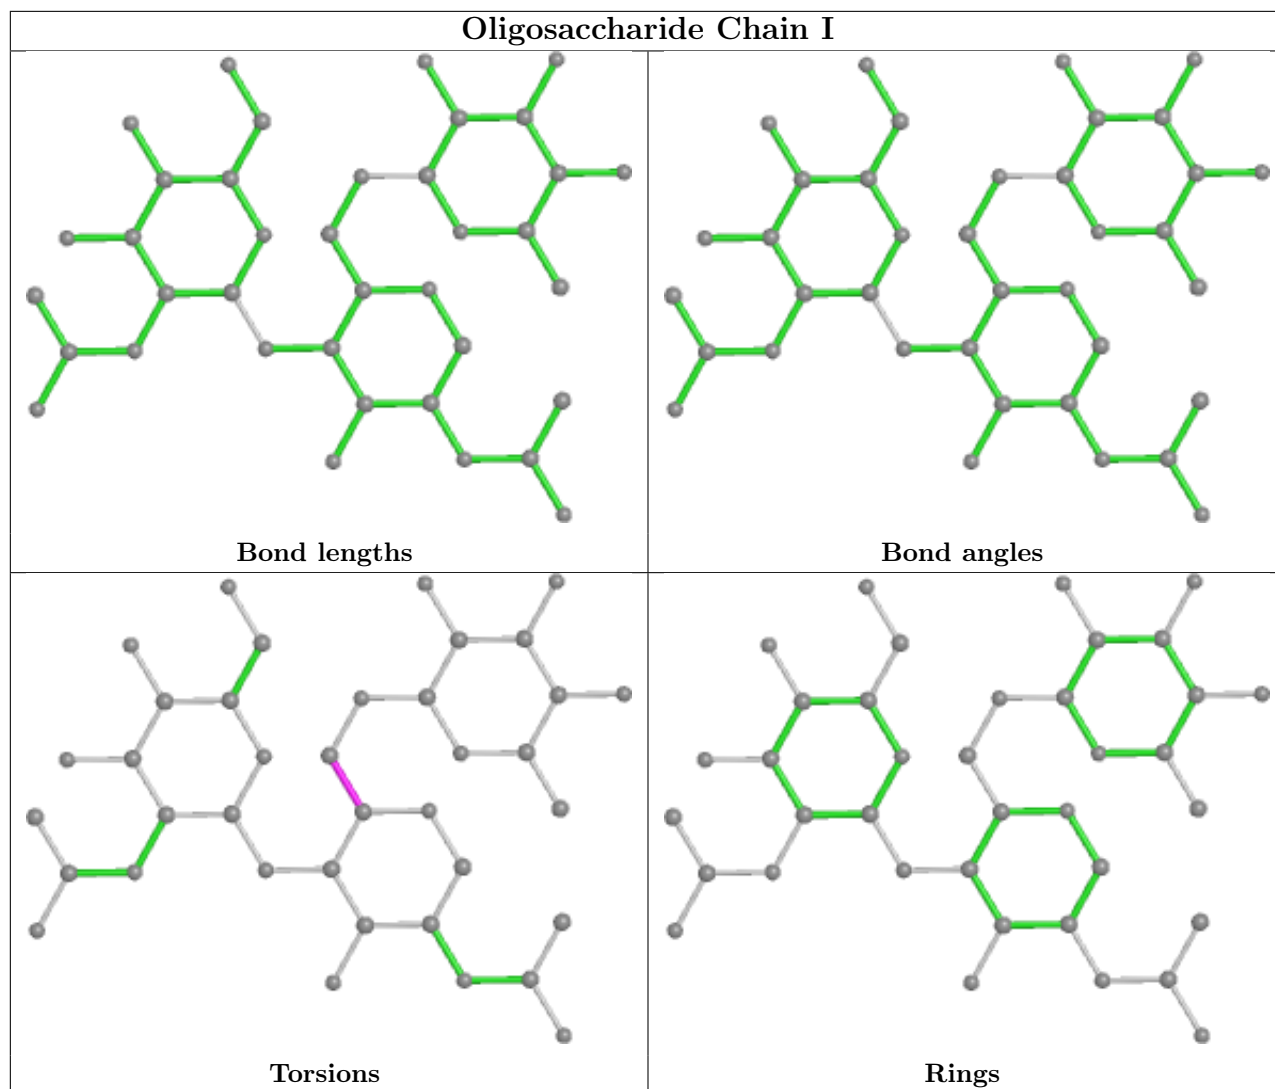 Oligosaccharide Chain I
Bond lengths
Bond angles
Torsions
Rings